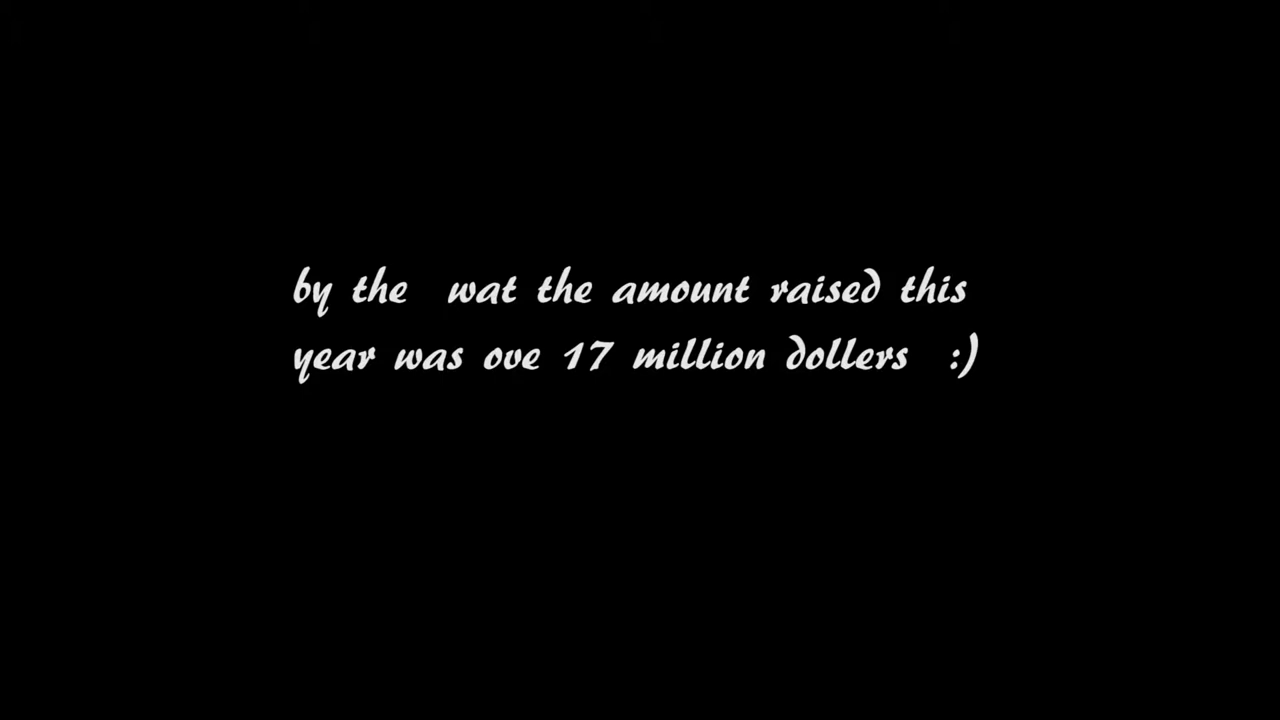 by the wat the amount raised this
year was ove 17 million dollers :)